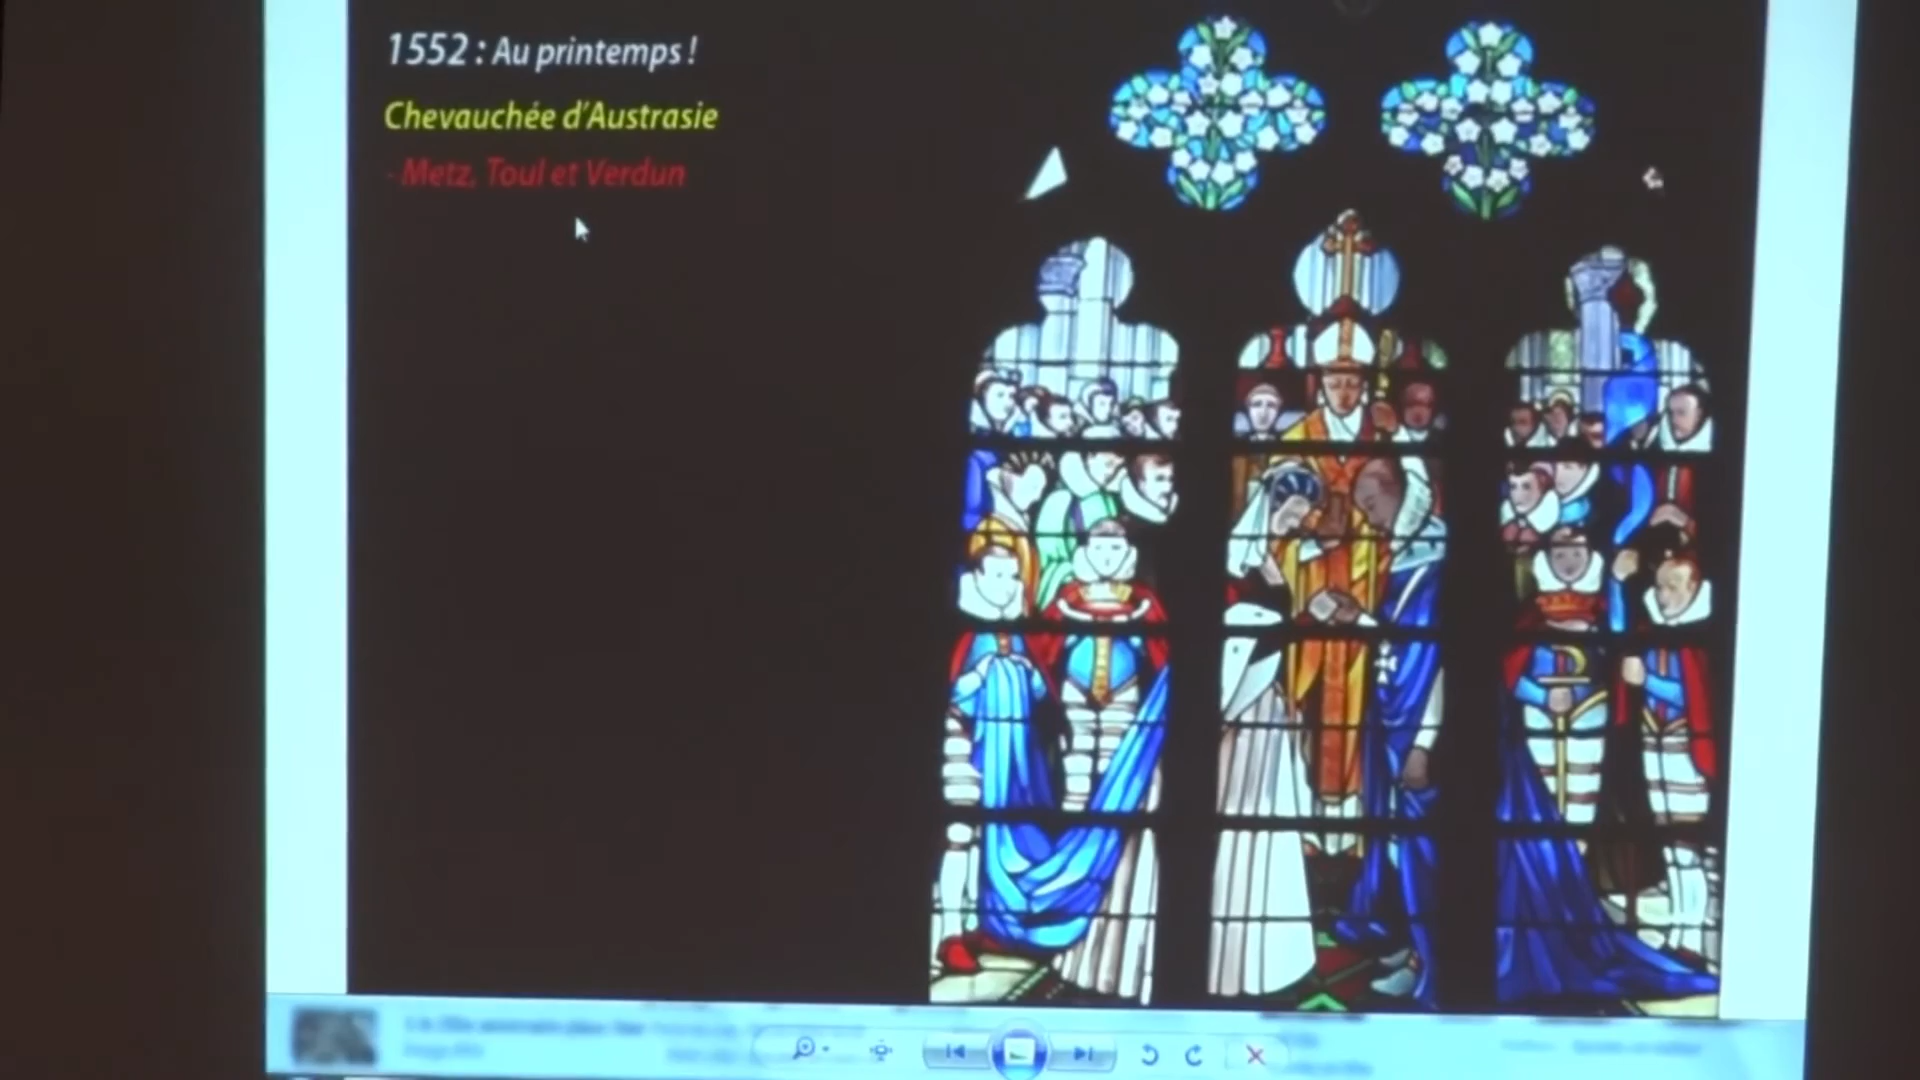 1552 : Au printemps !
Chevauchée d'Austrasie
- Metz, Toul et Verdun